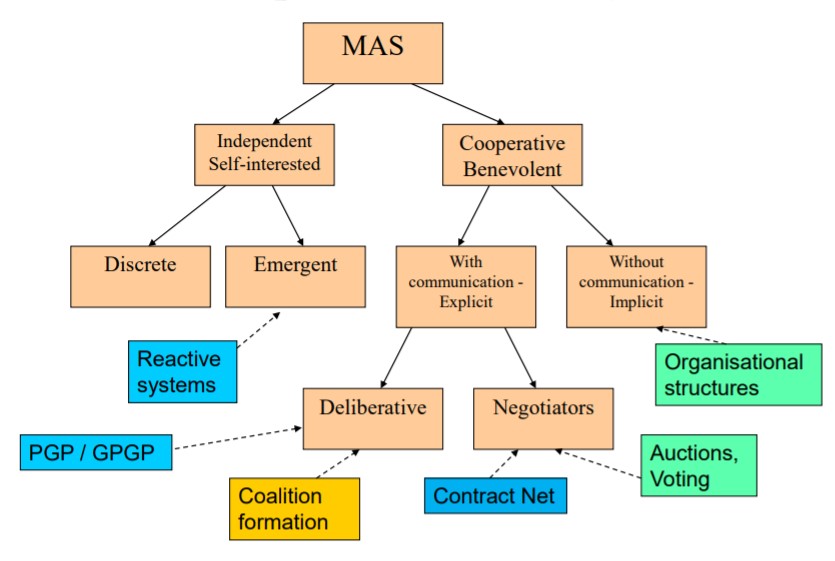 MAS
Independent
Self-interested
Cooperative
Benevolent
Discrete
Emergent
With
communication -
Explicit
Without
communication -
Implicit
Reactive
systems
Organisational
structures
Deliberative
Negotiators
PGP / GPGP
Auctions,
Voting
Coalition
formation
Contract Net